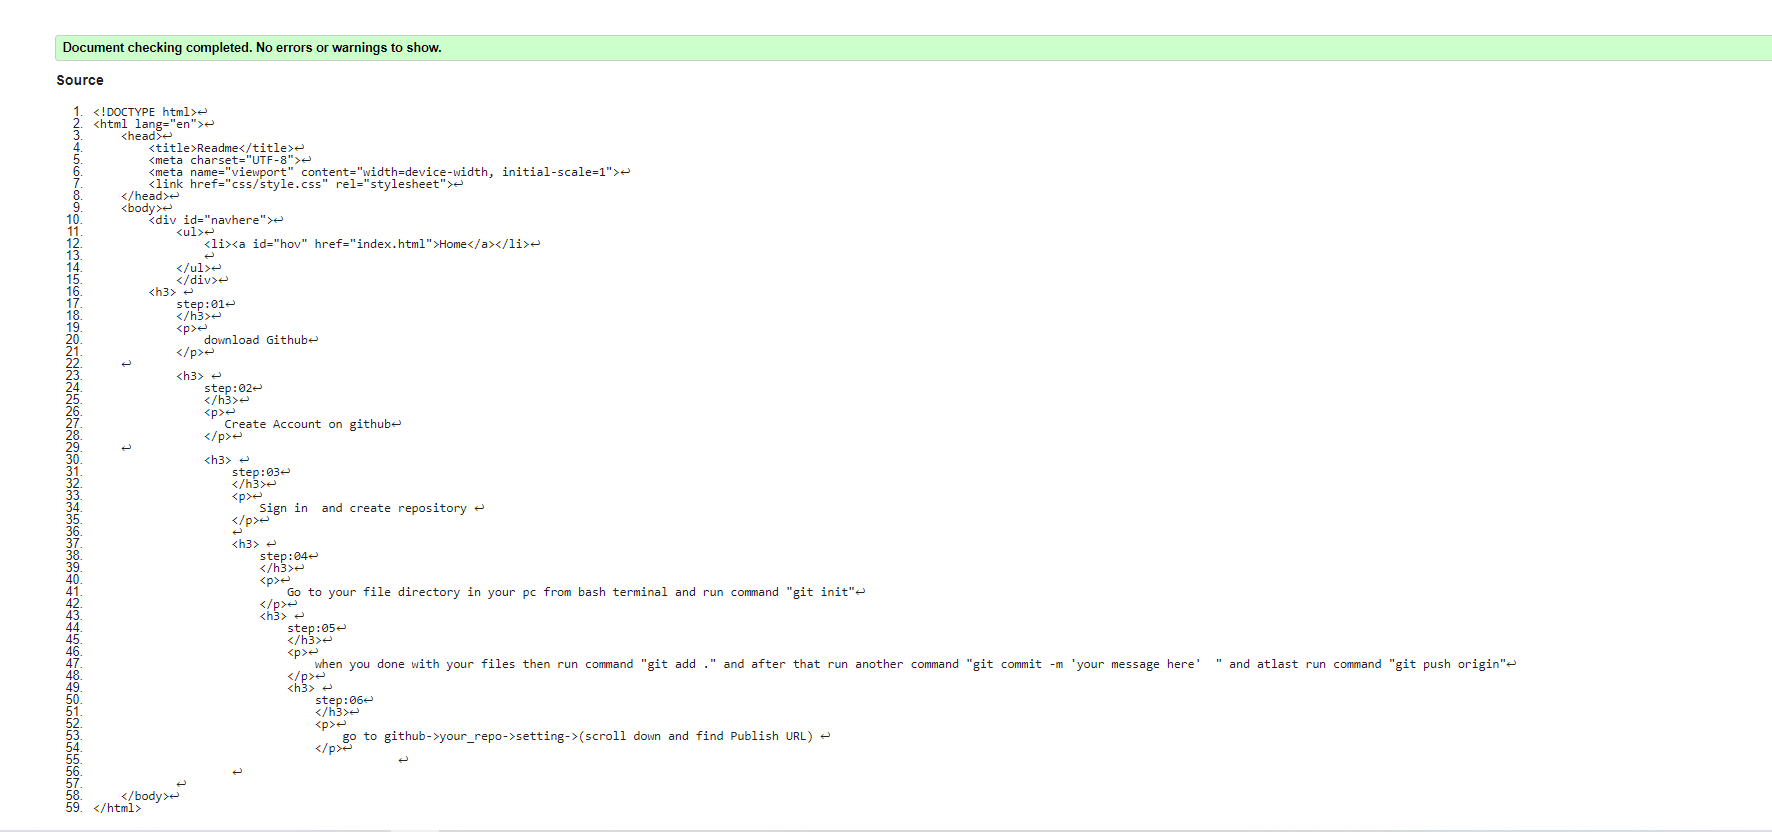 Document checking completed. No errors or warnings to show.
Source
1. <!DOCTYPE html>↩
2. <html lang="en">↩
3.     <head>↩
4.         <title>Readme</title>↩
5.         <meta charset="UTF-8">↩
6.         <meta name="viewport" content="width=device-width, initial-scale=1">↩
7.         <link href="css/style.css" rel="stylesheet">↩
8.     </head>↩
9.     <body>↩
10.         <div id="navhere">↩
11.             <ul>↩
12.                 <li><a id="hov" href="index.html">Home</a></li>↩
13.                 ↩
14.             </ul>↩
15.             </div>↩
16.         <h3> ↩
17.             step:01↩
18.             </h3>↩
19.             <p>↩
20.                 download Github↩
21.             </p>↩
22.     ↩
23.             <h3> ↩
24.                 step:02↩
25.                 </h3>↩
26.                 <p>↩
27.                    Create Account on github↩
28.                 </p>↩
29.     ↩
30.                 <h3> ↩
31.                     step:03↩
32.                     </h3>↩
33.                     <p>↩
34.                         Sign in  and create repository ↩
35.                     </p>↩
36.                     ↩
37.                     <h3> ↩
38.                         step:04↩
39.                         </h3>↩
40.                         <p>↩
41.                             Go to your file directory in your pc from bash terminal and run command "git init"↩
42.                         </p>↩
43.                         <h3> ↩
44.                             step:05↩
45.                             </h3>↩
46.                             <p>↩
47.                                 when you done with your files then run command "git add ." and after that run another command "git commit -m 'your message here'  " and atlast run command "git push origin"↩
48.                             </p>↩
49.                             <h3> ↩
50.                                 step:06↩
51.                                 </h3>↩
52.                                 <p>↩
53.                                     go to github->your_repo->setting->(scroll down and find Publish URL) ↩
54.                                 </p>↩
55.                                             ↩
56.                     ↩
57.             ↩
58.     </body>↩
59. </html>